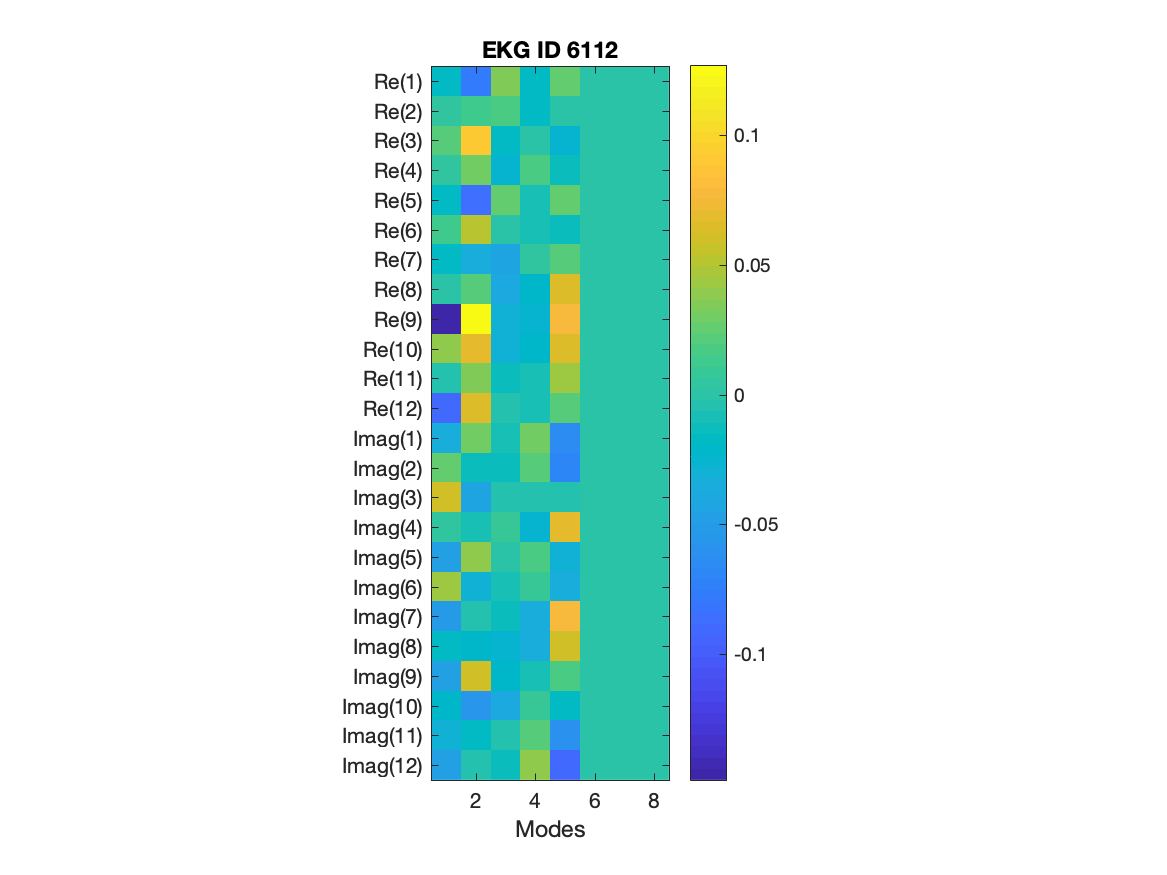 EKG ID 6112
Re(1)
Re(2)
Re(3)
Re(4)
Re(5)
Re(6)
Re(7)
Re(8)
Re(9)
Re(10)
Re(11)
Re(12)
Imag(1)
Imag(2)
Imag(3)
Imag(4)
Imag(5)
Imag(6)
Imag(7)
Imag(8)
Imag(9)
Imag(10)
Imag(11)
Imag(12)
2 4 6 8
Modes
0.1
0.05
0
-0.05
-0.1